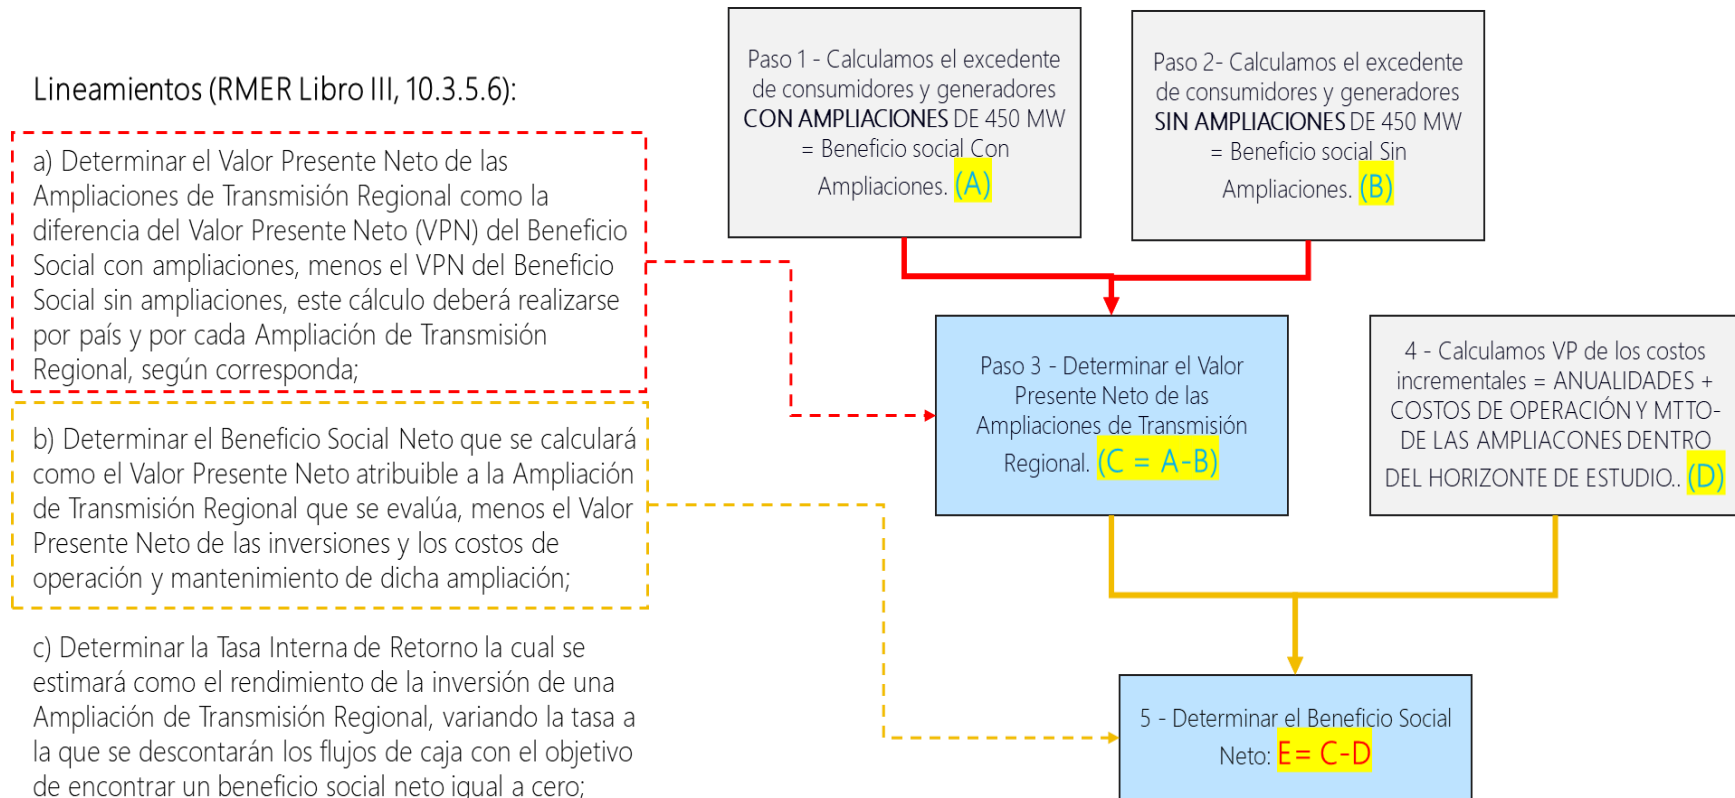 Lineamientos (RMER Libro III, 10.3.5.6):
a) Determinar el Valor Presente Neto de las
Ampliaciones de Transmisión Regional como la
diferencia del Valor Presente Neto (VPN) del Beneficio
Social con ampliaciones, menos el VPN del Beneficio
Social sin ampliaciones, este cálculo deberá realizarse
por país y por cada Ampliación de Transmisión
Regional, según corresponda;
b) Determinar el Beneficio Social Neto que se calculará
como el Valor Presente Neto atribuible a la Ampliación
de Transmisión Regional que se evalúa, menos el Valor
Presente Neto de las inversiones y los costos de
operación y mantenimiento de dicha ampliación;
c) Determinar la Tasa Interna de Retorno la cual se
estimará como el rendimiento de la inversión de una
Ampliación de Transmisión Regional, variando la tasa a
la que se descontarán los flujos de caja con el objetivo
de encontrar un beneficio social neto igual a cero;
Paso 1 - Calculamos el excedente
de consumidores y generadores
CON AMPLIACIONES DE 450 MW
= Beneficio social Con
Ampliaciones. (A)
Paso 2- Calculamos el excedente
de consumidores y generadores
SIN AMPLIACIONES DE 450 MW
= Beneficio social Sin
Ampliaciones. (B)
Paso 3 - Determinar el Valor
Presente Neto de las
Ampliaciones de Transmisión
Regional. (C = A-B)
4 - Calculamos VP de los costos
incrementales = ANUALIDADES +
COSTOS DE OPERACIÓN Y MTTO-
DE LAS AMPLIACONES DENTRO
DEL HORIZONTE DE ESTUDIO.. (D)
5 - Determinar el Beneficio Social
Neto: E= C-D